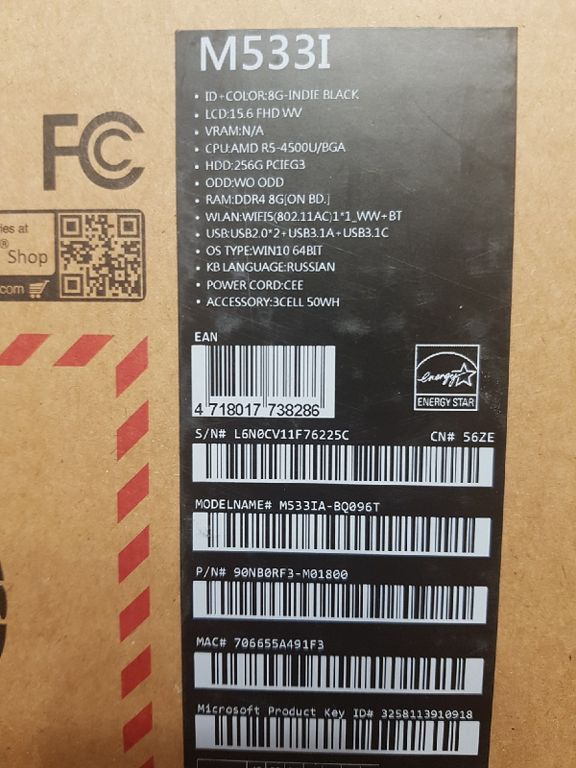 M533I
• ID+COLOR:8G-INDIE BLACK
• LCD:15.6 FHD WV
• VRAM:N/A
• CPU:AMD R5-4500U/BGA
• HDD:256G PCIEG3
• ODD:WO ODD
• RAM:DDR4 8G[ON BD.]
• WLAN:WIFI5(802.11AC)1*1_WW+BT
• USB:USB2.0*2+USB3.1A+USB3.1C
• OS TYPE:WIN10 64BIT
• KB LANGUAGE:RUSSIAN
• POWER CORD:CEE
• ACCESSORY:3CELL 50WH
FC
ies at
® Shop
.com
EAN
4 718017 738286
energy
ENERGY STAR
S/N# L6N0CV11F76225C CN# 56ZE
MODELNAME# M533IA-BQ096T
P/N# 90NB0RF3-M01800
MAC# 706655A491F3
Microsoft Product Key ID# 3258113910918